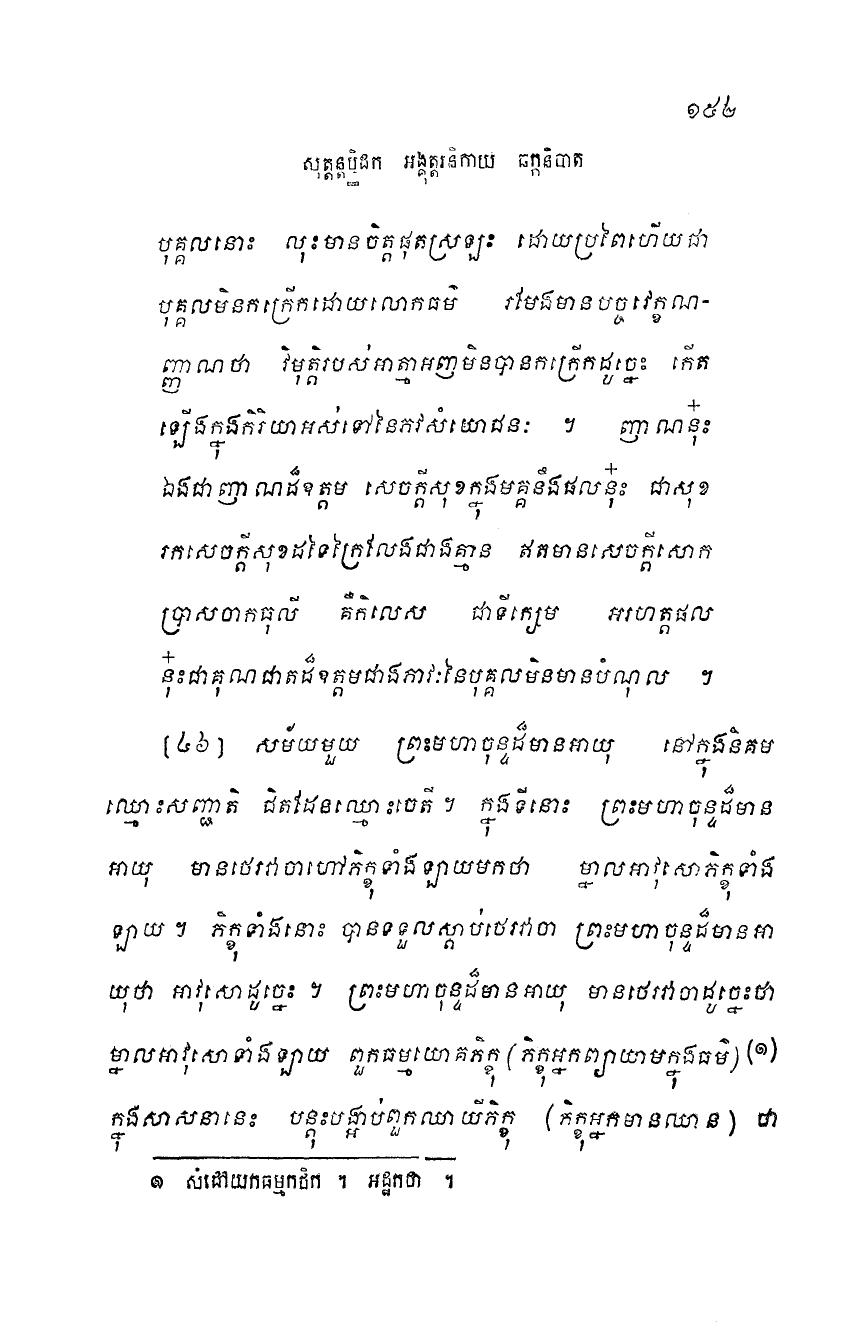 ១៥២
សុត្តន្តប្បិដក អង្គុត្តរនិកាយ ឆក្កនិបាត
បុគ្គលនោះ លុះមានចិត្តផុតស្រឡះ ដោយប្រពៃហើយជា
បុគ្គលមិនកក្រើកដោយលោកធម៌ រមែងមានបច្ចវេក្ខណ-
ញ្ញាណថា វិមុត្តិរបស់អាត្មាអញមិនបានកក្រើកដូច្នេះ កើត
ឡើងក្នុងកិរិយាអស់ទៅនៃភវសំយោជនៈ ។ ញាណនុ៎ះ
ឯងជាញាណដ៏ឧត្តម សេចក្តីសុខក្នុងមគ្គនឹងផលនុ៎ះ ជាសុខ
រកសេចក្តីសុខដទៃក្រៃលែងជាងគ្មាន ឥតមានសេចក្តីសោក
ប្រាសចាកធុលី គឺកិលេស ជាទីក្សេម អរហត្តផល
នុ៎ះជាគុណជាតដ៏ឧត្តមជាងភាវៈនៃបុគ្គលមិនមានបំណុល ។
[៤៦] សម័យមួយ ព្រះមហាចុន្ទដ៏មានអាយុ នៅក្នុងនិគម
ឈ្មោះសញ្ជាតិ ជិតដែនឈ្មោះចេតី ។ ក្នុងទីនោះ ព្រះមហាចុន្ទដ៏មាន
អាយុ មានថេរវាចាហៅភិក្ខុទាំងឡាយមកថា ម្នាលអាវុសោភិក្ខុទាំង
ឡាយ ។ ភិក្ខុទាំងនោះ បានទទួលស្តាប់ថេរវាចា ព្រះមហាចុន្ទដ៏មានអា
យុថា អាវុសោដូច្នេះ ។ ព្រះមហាចុន្ទដ៏មានអាយុ មានថេរវាចាដូច្នេះថា
ម្នាលអាវុសោទាំងឡាយ ពួកធម្មយោគភិក្ខុ (ភិក្ខុអ្នកព្យាយាមក្នុងធម៌) (១)
ក្នុងសាសនានេះ បន្តុះបង្អាប់ពួកឈាយីភិក្ខុ (ភិក្ខុអ្នកមានឈាន) ថា
១ សំដៅយកធម្មកដិក ។ អដ្ឋកថា ។